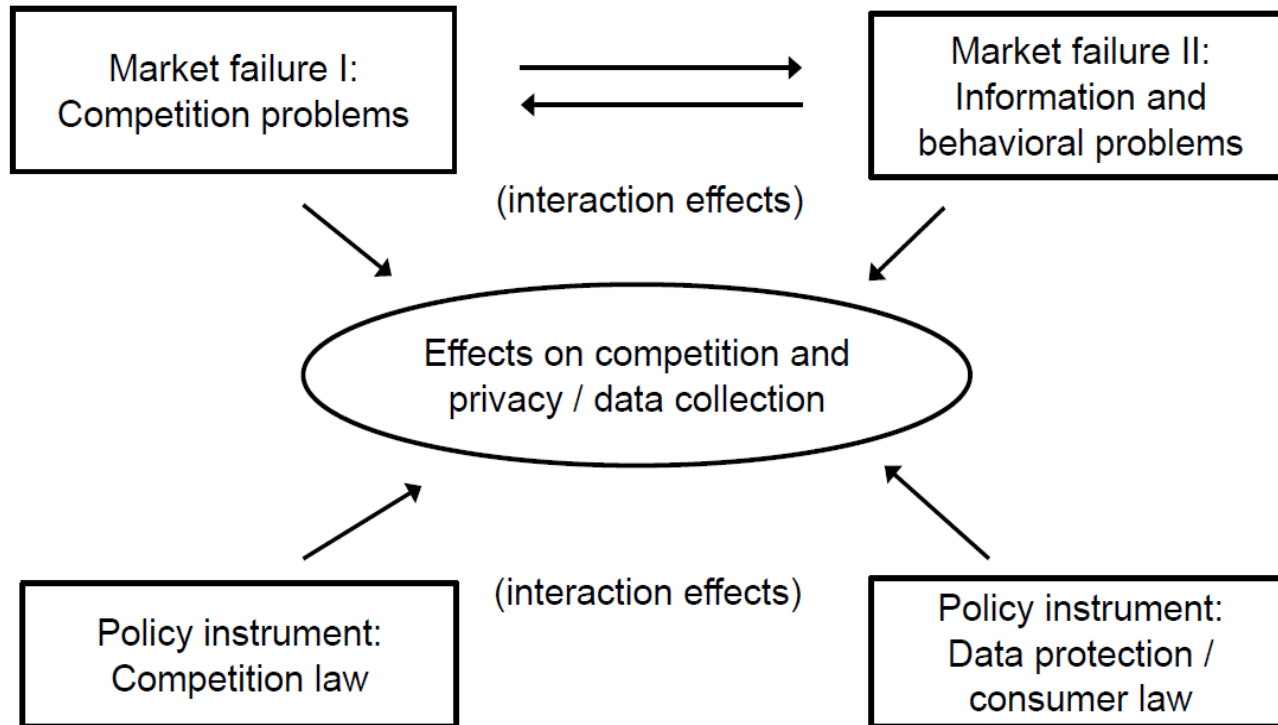 Market failure I:
Competition problems
Market failure II:
Information and
behavioral problems
(interaction effects)
Effects on competition and
privacy / data collection
(interaction effects)
Policy instrument:
Competition law
Policy instrument:
Data protection /
consumer law